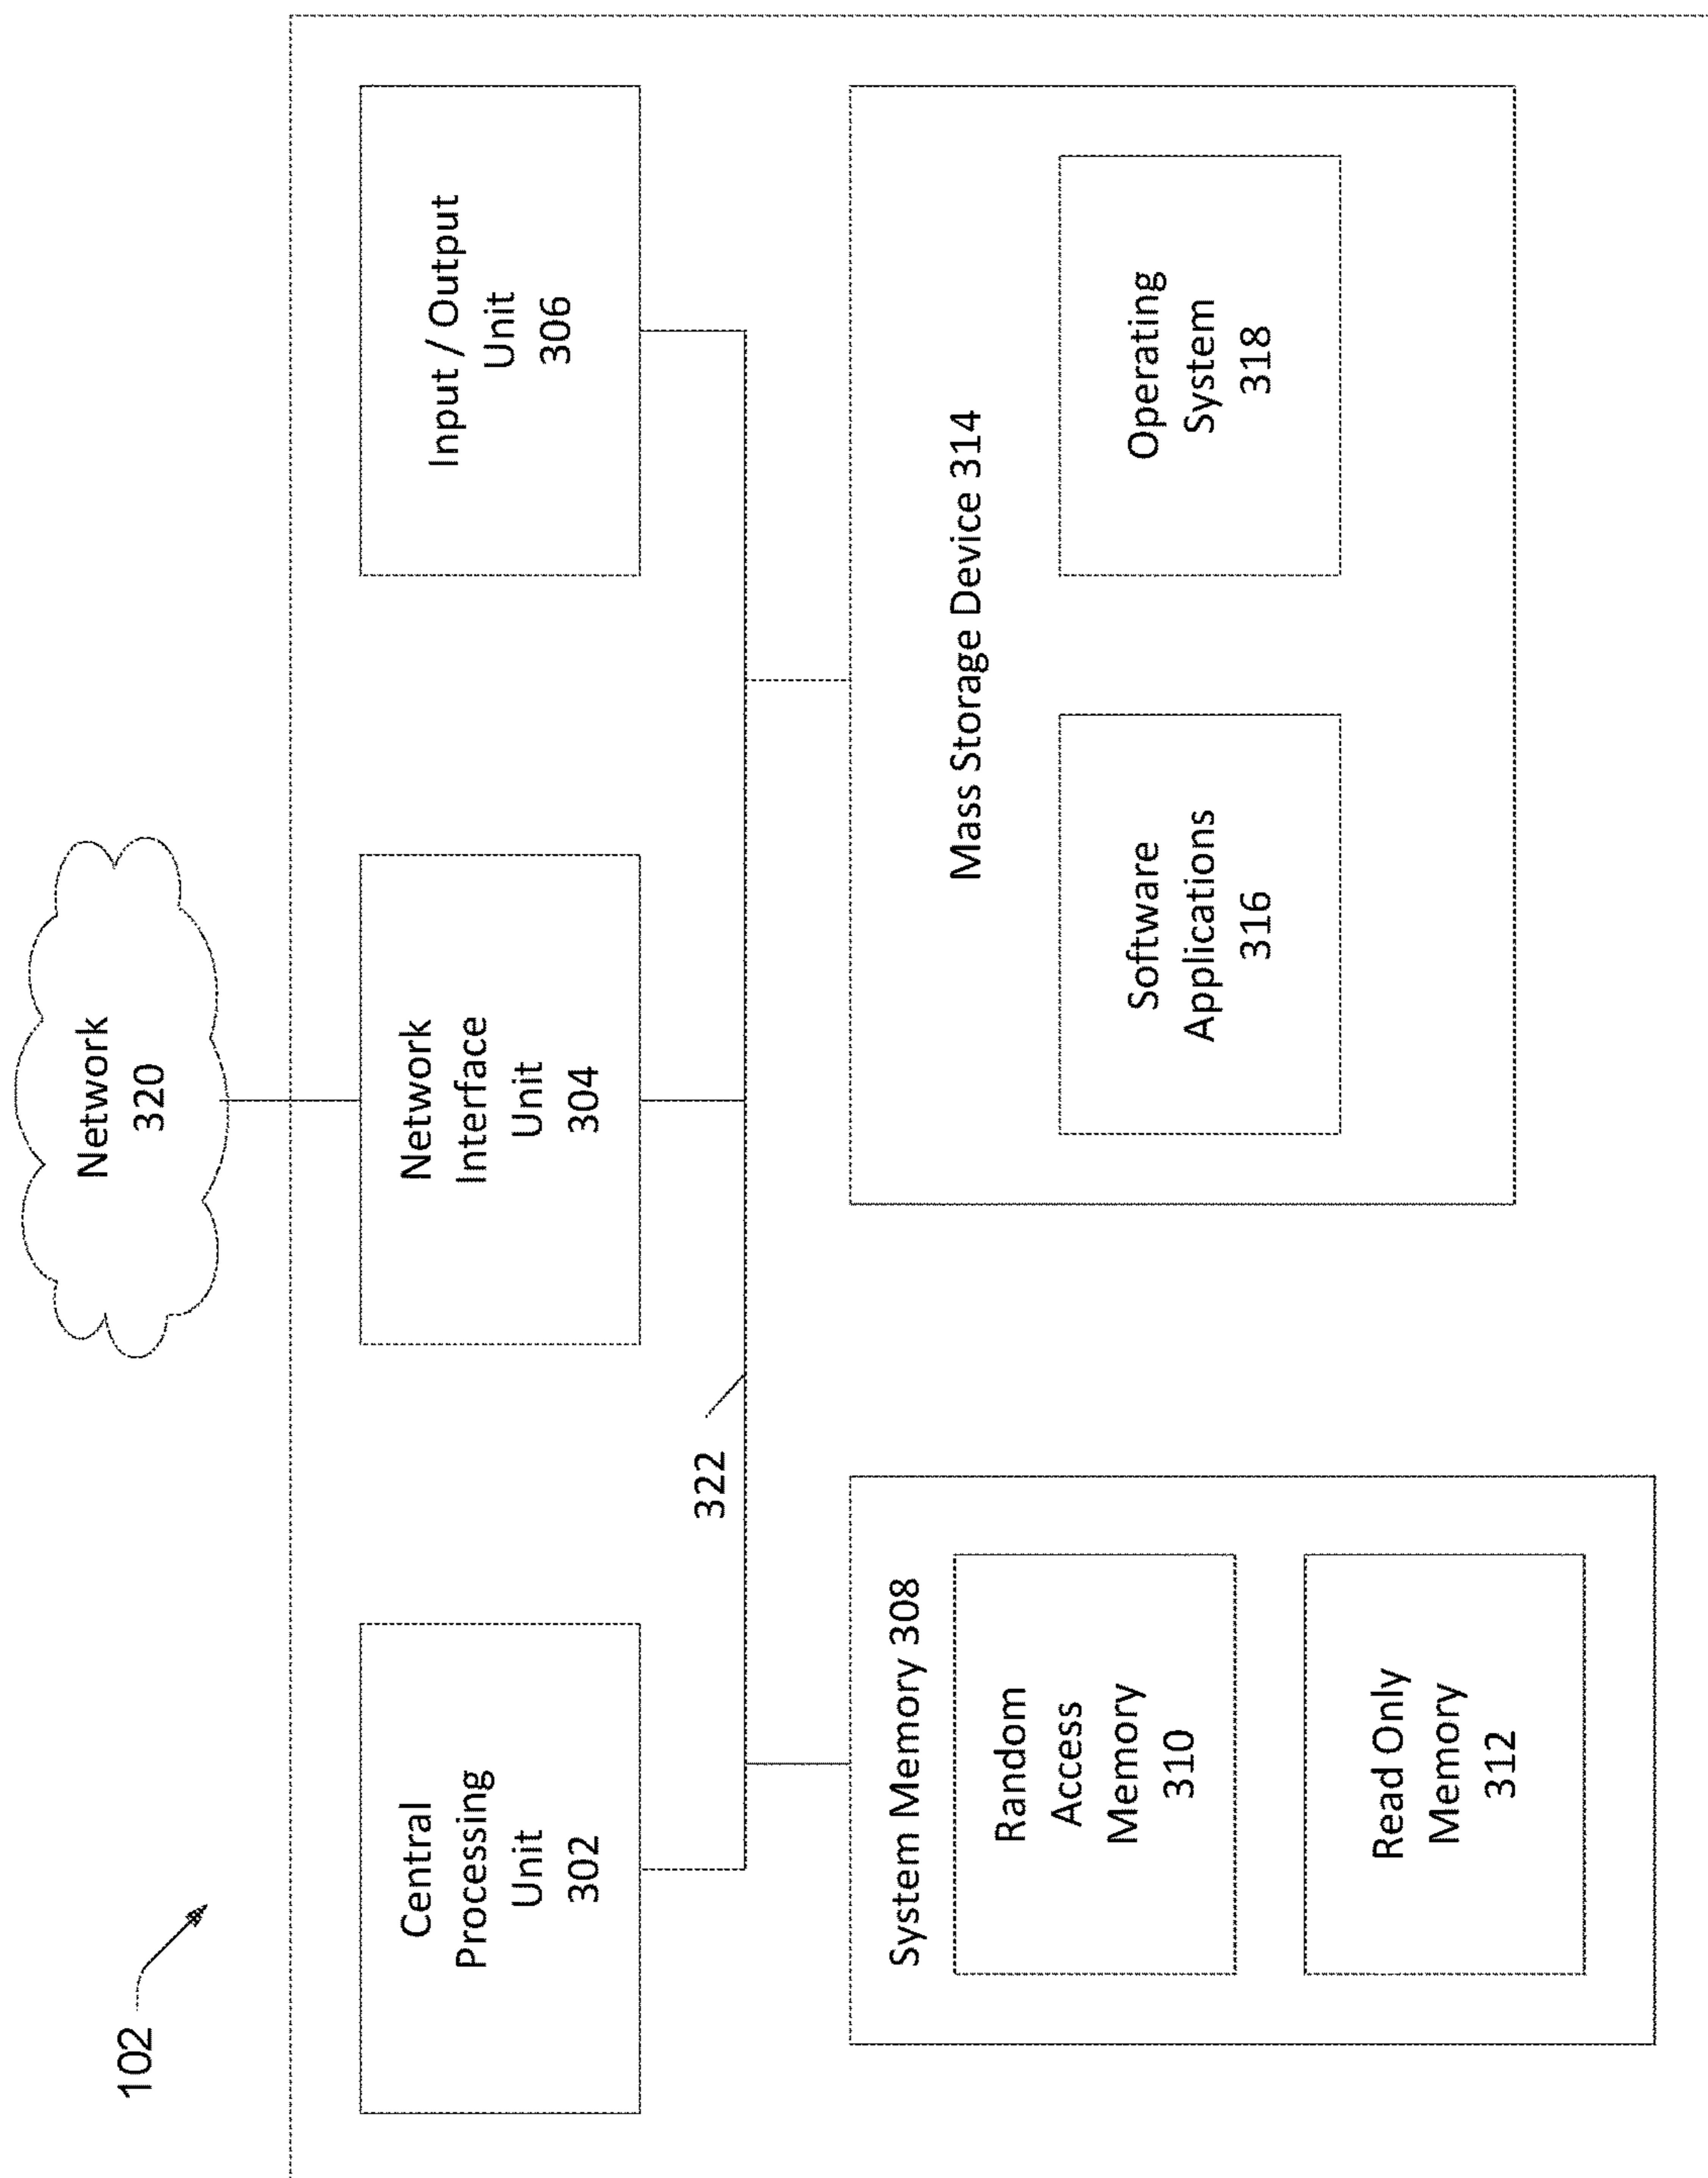 102
Network
320
Central
Processing
Unit
302
Network
Interface
Unit
304
Input / Output
Unit
306
322
System Memory 308
Random
Access
Memory
310
Read Only
Memory
312
Mass Storage Device 314
Software
Applications
316
Operating
System
318